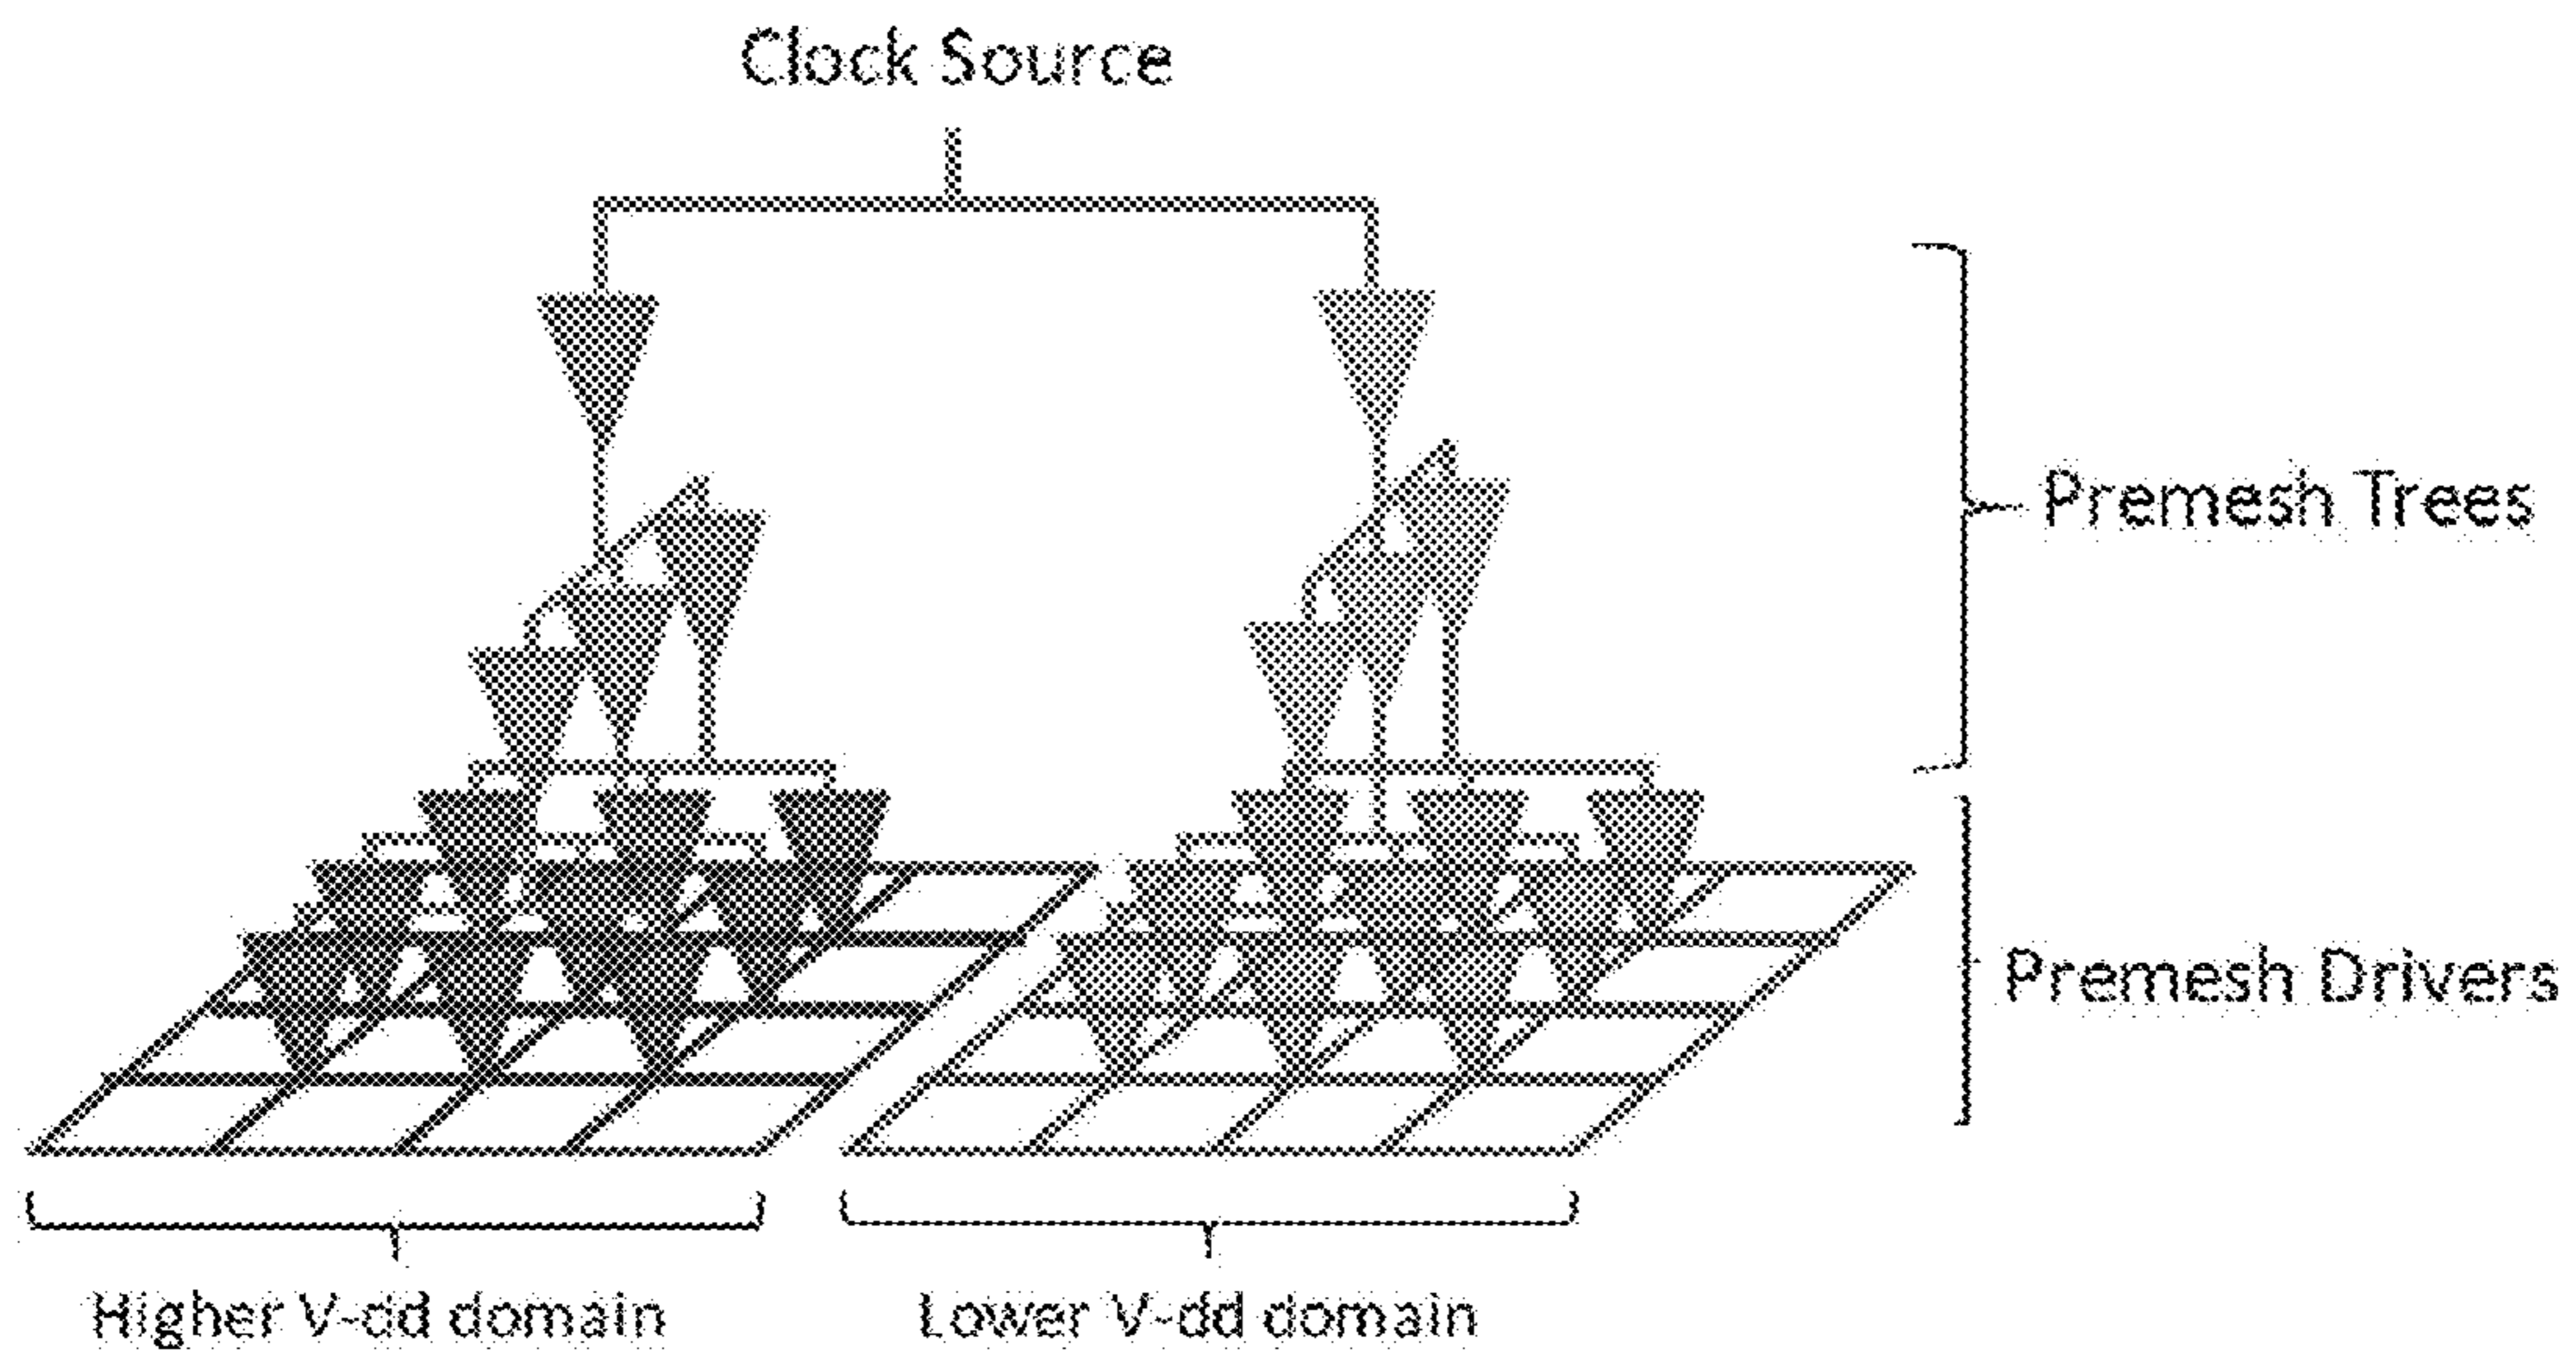 Clock Source
Premesh Trees
Premesh Drivers
Higher V-dd domain
Lower V-dd domain